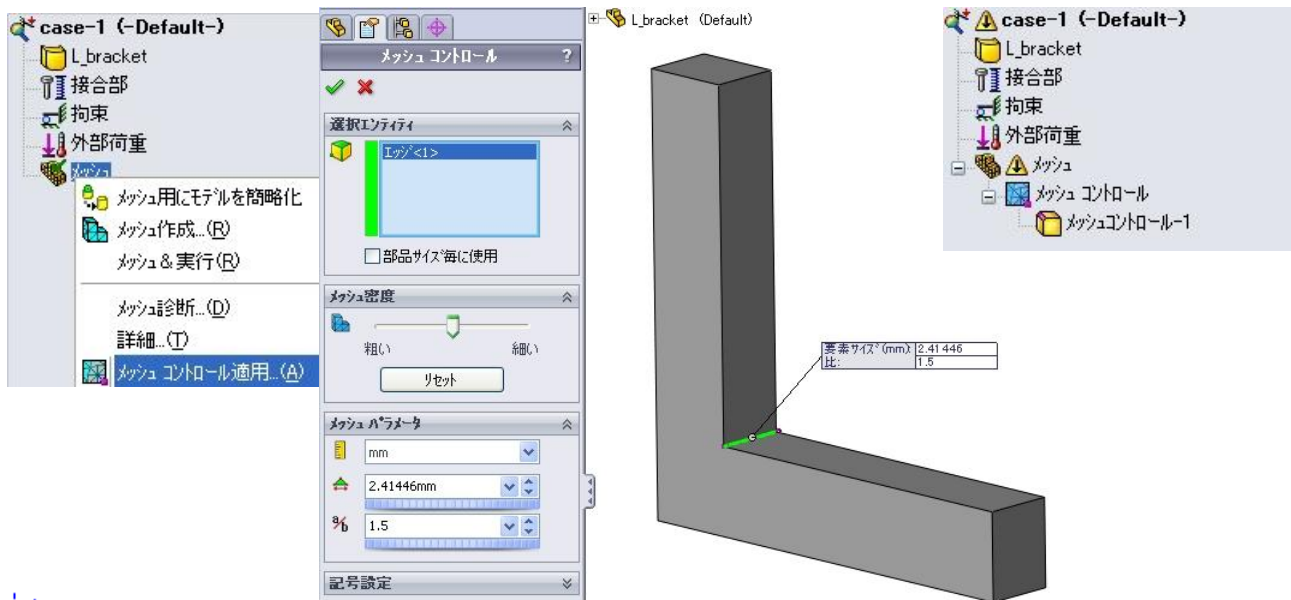 case-1 (-Default-)
L_bracket
接合部
拘束
外部荷重
メッシュ
メッシュ用にモデルを簡略化
メッシュ作成...(R)
メッシュ&実行(R)
メッシュ診断...(D)
詳細...(T)
メッシュ コントロール適用...(A)
メッシュ コントロール
?
選択エンティティ
エッジ<1>
部品サイズ毎に使用
メッシュ密度
粗い
細い
リセット
メッシュ パラメータ
mm
2.41446mm
a/b
1.5
記号設定
L_bracket (Default)
要素サイズ(mm): 2.41446
比: 1.5
case-1 (-Default-)
L_bracket
接合部
拘束
外部荷重
メッシュ
メッシュ コントロール
メッシュコントロール-1